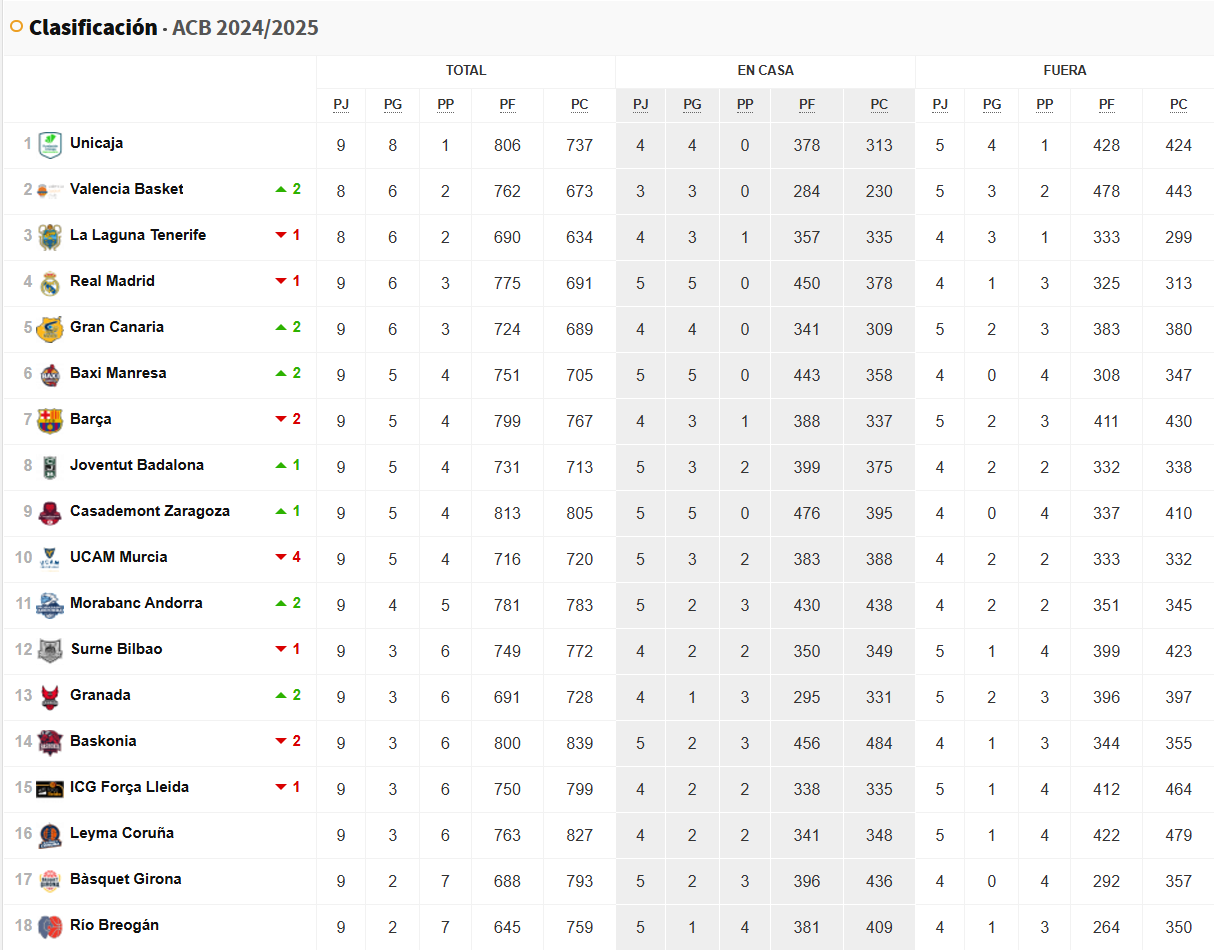 Clasificación · ACB 2024/2025
TOTAL EN CASA FUERA
PJ PG PP PF PC PJ PG PP PF PC PJ PG PP PF PC
1 Unicaja 9 8 1 806 737 4 4 0 378 313 5 4 1 428 424
2 Valencia Basket 2 8 6 2 762 673 3 3 0 284 230 5 3 2 478 443
3 La Laguna Tenerife 1 8 6 2 690 634 4 3 1 357 335 4 3 1 333 299
4 Real Madrid 1 9 6 3 775 691 5 5 0 450 378 4 1 3 325 313
5 Gran Canaria 2 9 6 3 724 689 4 4 0 341 309 5 2 3 383 380
6 Baxi Manresa 2 9 5 4 751 705 5 5 0 443 358 4 0 4 308 347
7 Barça 2 9 5 4 799 767 4 3 1 388 337 5 2 3 411 430
8 Joventut Badalona 1 9 5 4 731 713 5 3 2 399 375 4 2 2 332 338
9 Casademont Zaragoza 1 9 5 4 813 805 5 5 0 476 395 4 0 4 337 410
10 UCAM Murcia 4 9 5 4 716 720 5 3 2 383 388 4 2 2 333 332
11 Morabanc Andorra 2 9 4 5 781 783 5 2 3 430 438 4 2 2 351 345
12 Surne Bilbao 1 9 3 6 749 772 4 2 2 350 349 5 1 4 399 423
13 Granada 2 9 3 6 691 728 4 1 3 295 331 5 2 3 396 397
14 Baskonia 2 9 3 6 800 839 5 2 3 456 484 4 1 3 344 355
15 ICG Força Lleida 1 9 3 6 750 799 4 2 2 338 335 5 1 4 412 464
16 Leyma Coruña 9 3 6 763 827 4 2 2 341 348 5 1 4 422 479
17 Bàsquet Girona 9 2 7 688 793 5 2 3 396 436 4 0 4 292 357
18 Río Breogán 9 2 7 645 759 5 1 4 381 409 4 1 3 264 350